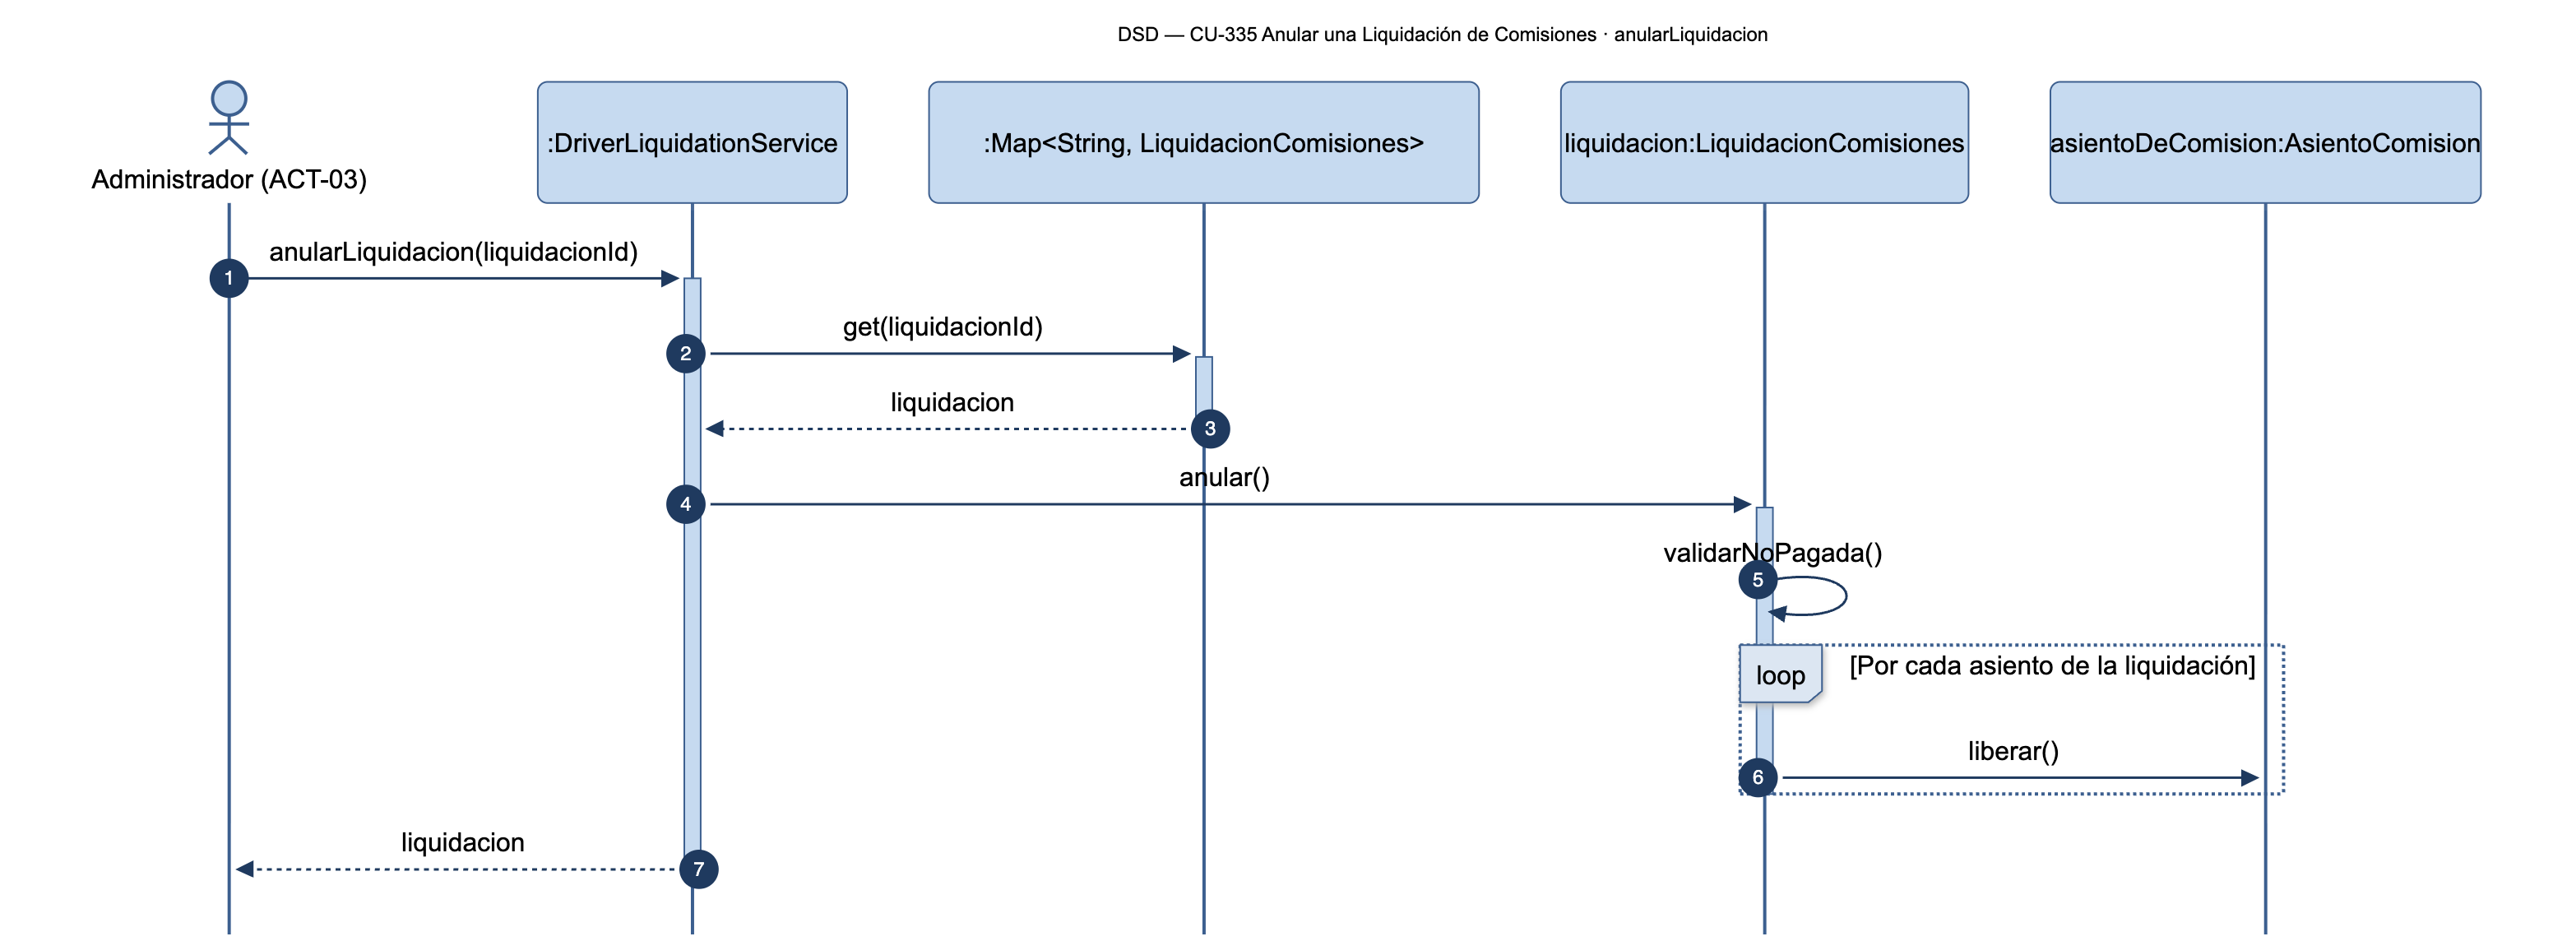 DSD — CU-335 Anular una Liquidación de Comisiones · anularLiquidacion
Administrador (ACT-03)
:DriverLiquidationService
:Map<String, LiquidacionComisiones>
liquidacion:LiquidacionComisiones
asientoDeComision:AsientoComision
anularLiquidacion(liquidacionId)
1
get(liquidacionId)
2
liquidacion
3
anular()
4
validarNoPagada()
5
loop
[Por cada asiento de la liquidación]
liberar()
6
liquidacion
7